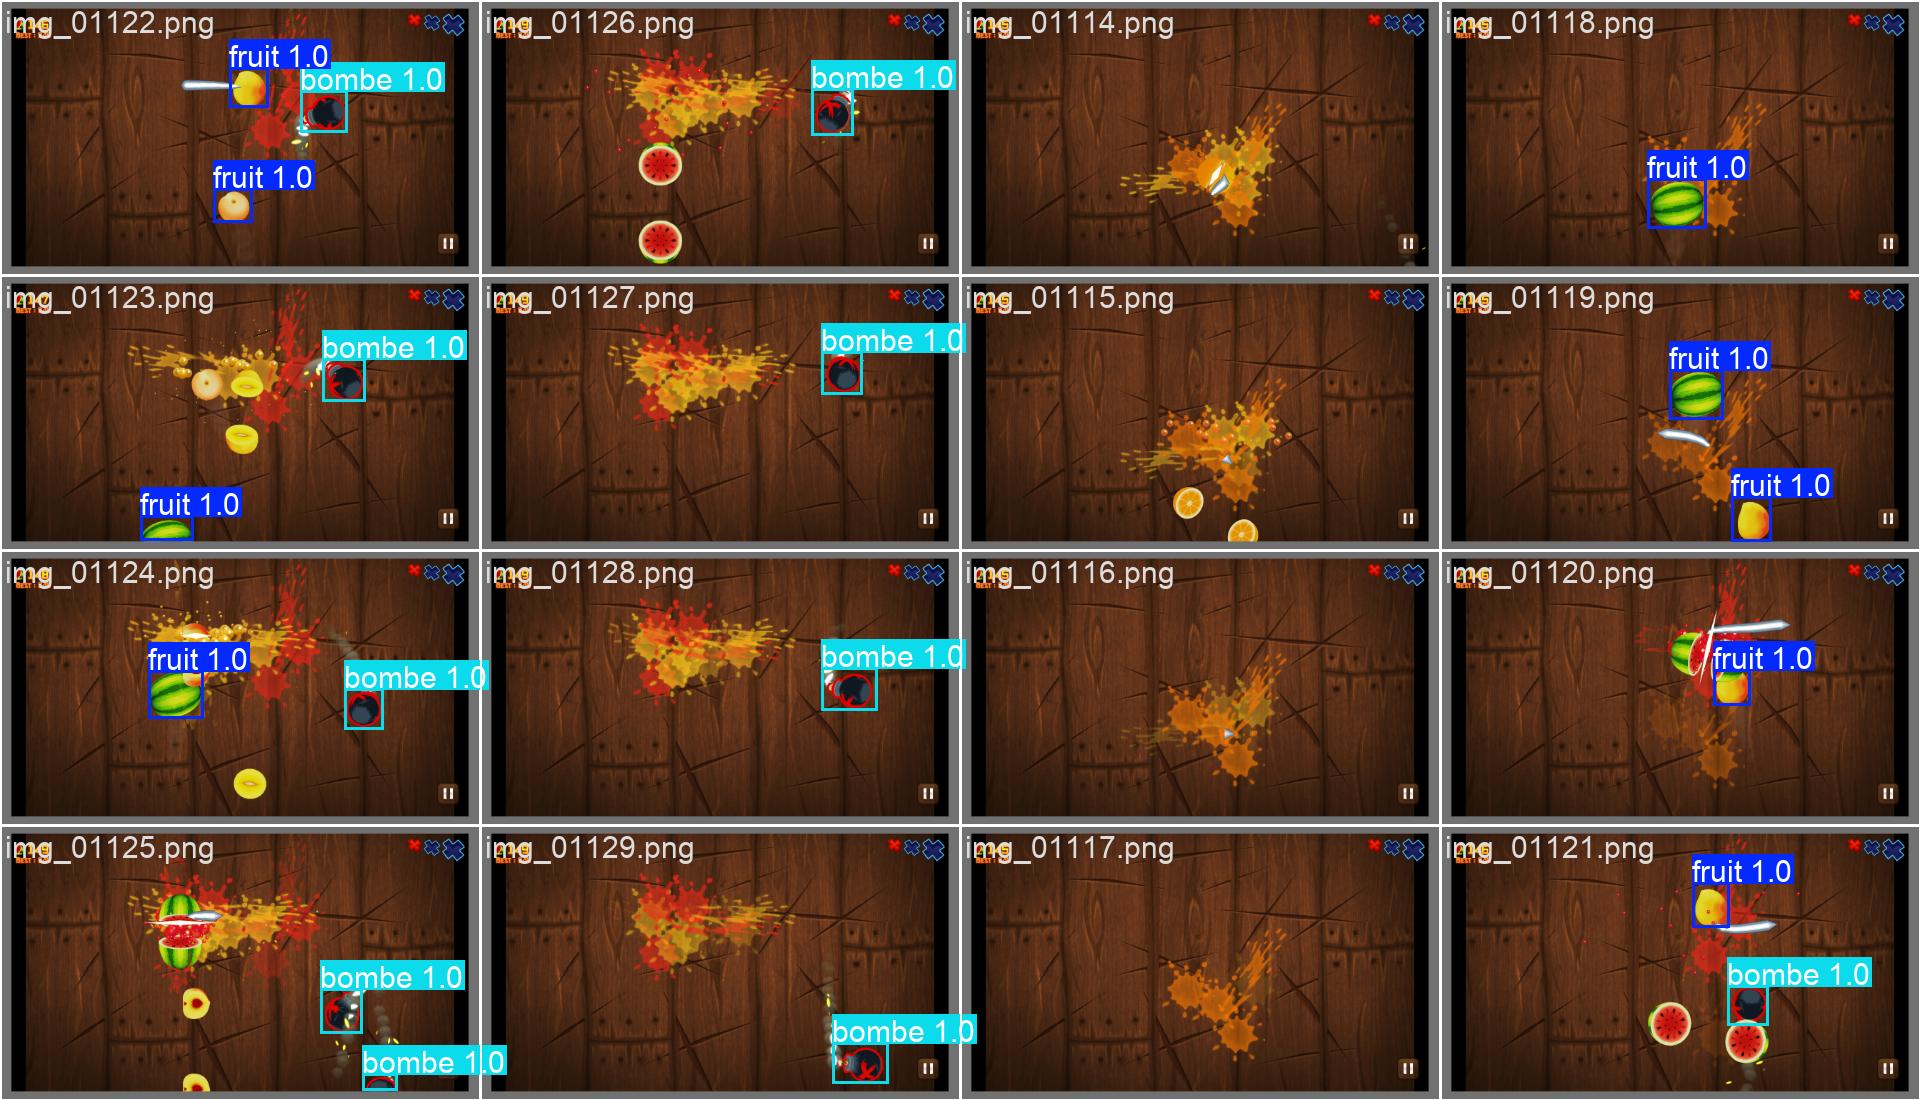 img_01122.png
fruit 1.0
bombe 1.0
fruit 1.0
img_01126.png
bombe 1.0
img_01114.png
img_01118.png
fruit 1.0
img_01123.png
bombe 1.0
fruit 1.0
img_01127.png
bombe 1.0
img_01115.png
img_01119.png
fruit 1.0
fruit 1.0
img_01124.png
fruit 1.0
bombe 1.0
img_01128.png
bombe 1.0
img_01116.png
img_01120.png
fruit 1.0
img_01125.png
bombe 1.0
bombe 1.0
img_01129.png
bombe 1.0
img_01117.png
img_01121.png
fruit 1.0
bombe 1.0